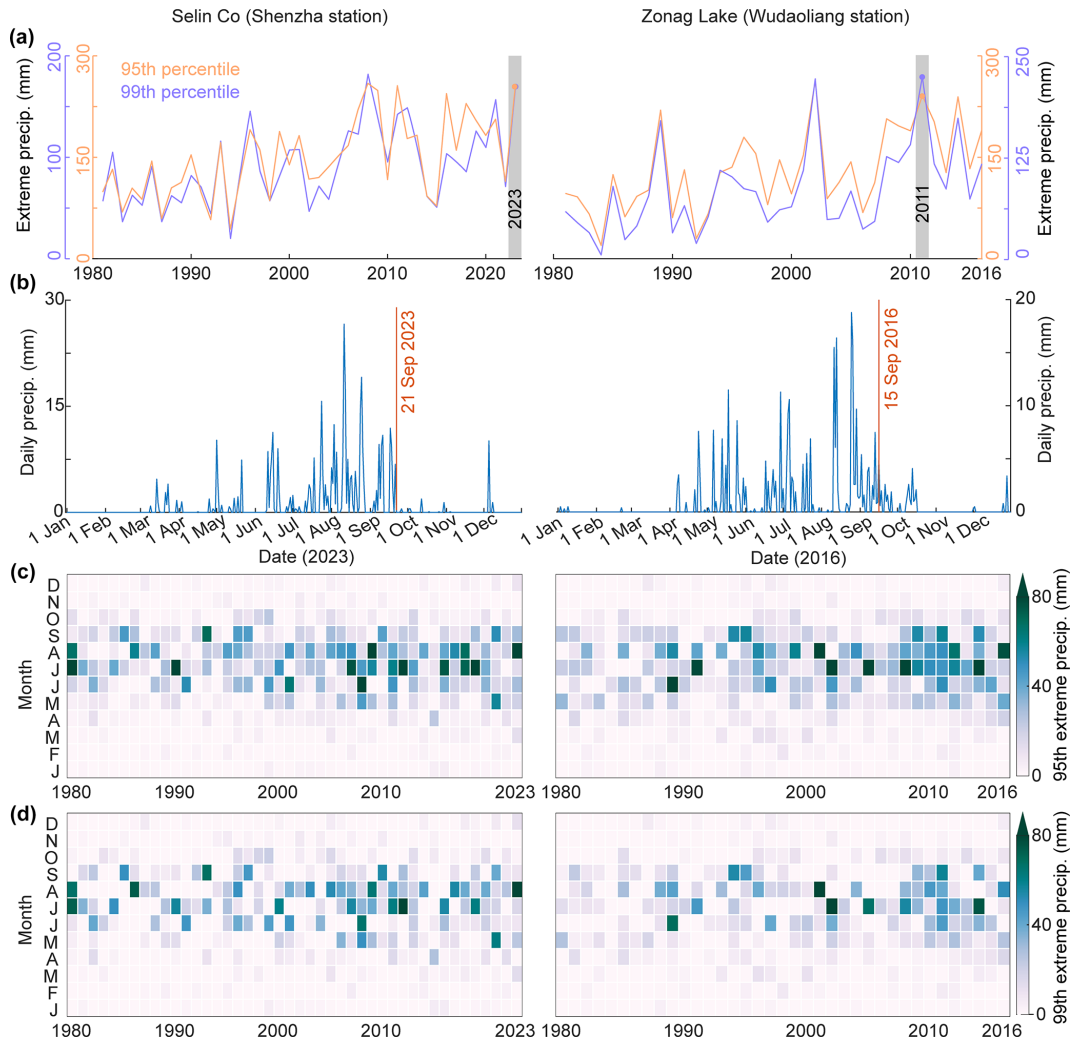 Selin Co (Shenzha station)
Zonag Lake (Wudaoliang station)
(a)
Extreme precip. (mm)
200
100
0
300
150
0
95th percentile
99th percentile
2023
1980
1990
2000
2010
2020
2011
300
150
0
250
125
0
Extreme precip. (mm)
1980
1990
2000
2010
2016
(b)
Daily precip. (mm)
30
15
0
21 Sep 2023
1 Jan
1 Feb
1 Mar
1 Apr
1 May
1 Jun
1 Jul
1 Aug
1 Sep
1 Oct
1 Nov
1 Dec
Date (2023)
15 Sep 2016
20
10
0
Daily precip. (mm)
1 Jan
1 Feb
1 Mar
1 Apr
1 May
1 Jun
1 Jul
1 Aug
1 Sep
1 Oct
1 Nov
1 Dec
Date (2016)
(c)
Month
D
N
O
S
A
J
J
M
A
M
F
J
1980
1990
2000
2010
2023
1980
1990
2000
2010
2016
80
40
0
95th extreme precip. (mm)
(d)
Month
D
N
O
S
A
J
J
M
A
M
F
J
1980
1990
2000
2010
2023
1980
1990
2000
2010
2016
80
40
0
99th extreme precip. (mm)